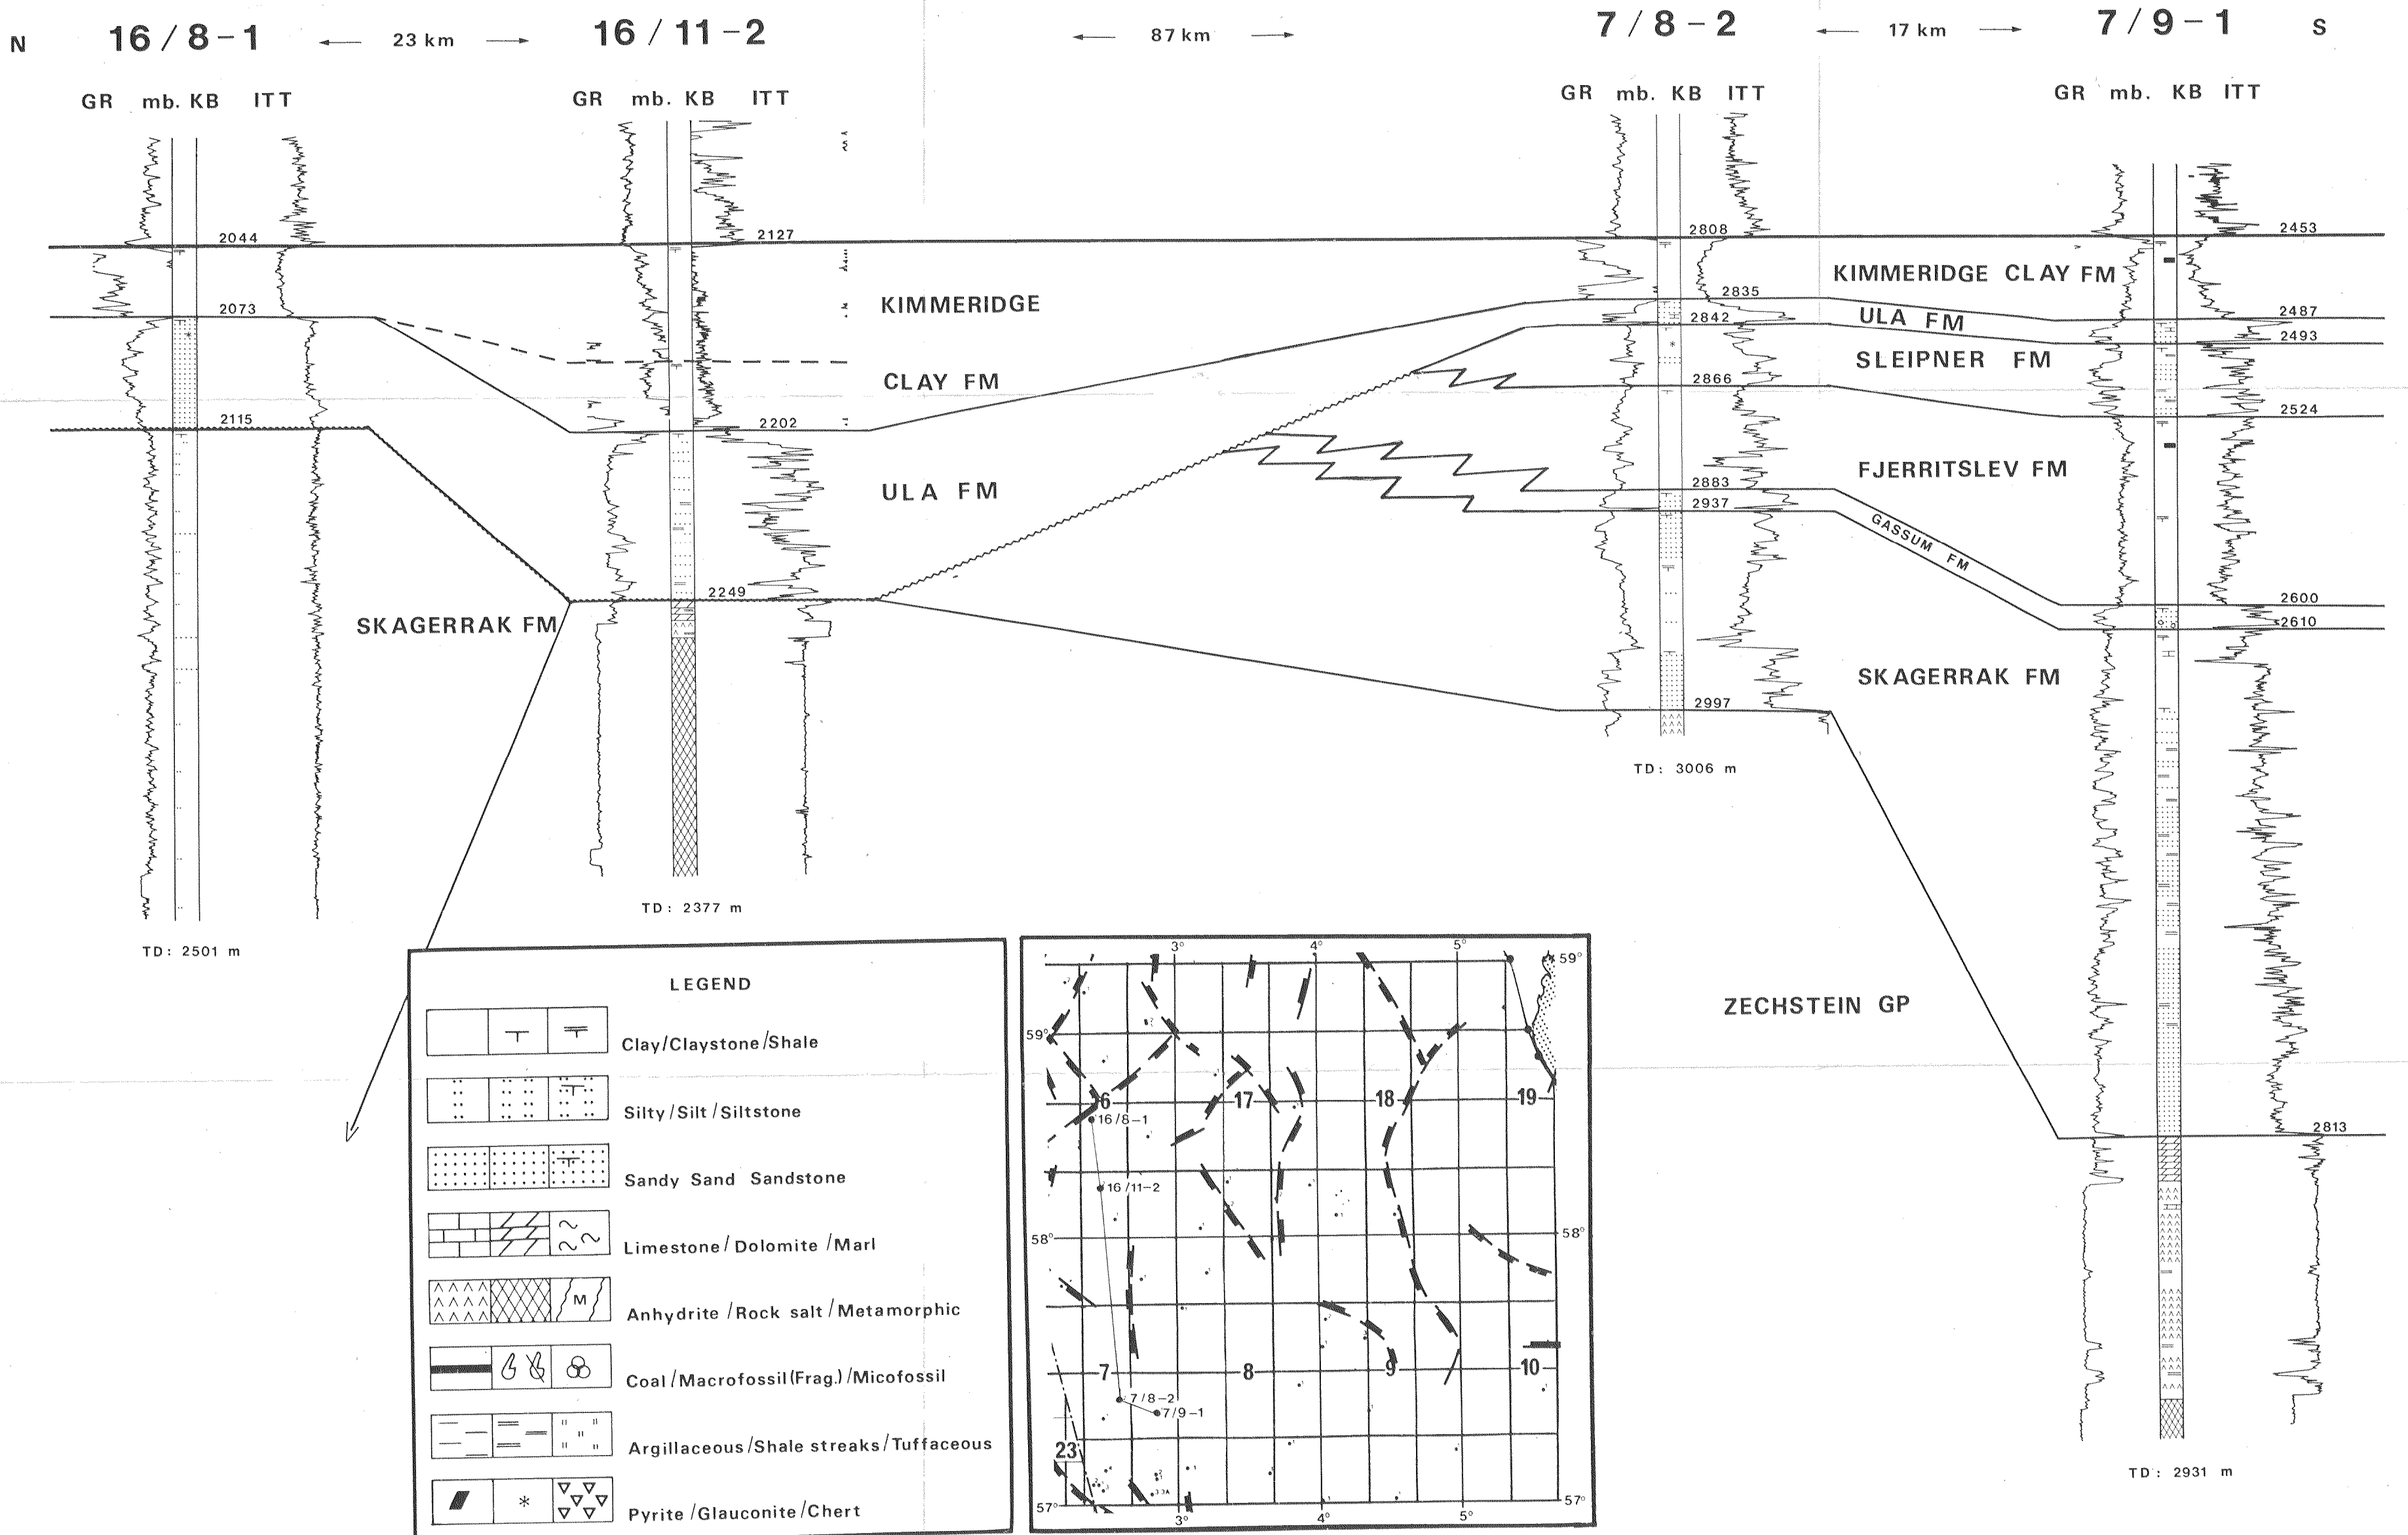 N 16/8-1 23 km 16/11-2 87 km 7/8-2 17 km 7/9-1 S
GR mb. KB ITT
GR mb. KB ITT
GR mb. KB ITT
GR mb. KB ITT
2044
2127
2808
2453
KIMMERIDGE CLAY FM
KIMMERIDGE
2835
2073
2487
ULA FM
2842
2493
SLEIPNER FM
CLAY FM
2866
2524
2115
2202
FJERRITSLEV FM
ULA FM
2883
2937
GASSUM FM
2249
2600
2610
SKAGERRAK FM
SKAGERRAK FM
2997
TD: 3006 m
TD: 2377 m
TD: 2501 m
ZECHSTEIN GP
2813
TD: 2931 m
LEGEND
Clay/Claystone/Shale
Silty/Silt/Siltstone
Sandy Sand Sandstone
Limestone/Dolomite/Marl
M
Anhydrite/Rock salt/Metamorphic
Coal/Macrofossil(Frag.)/Micofossil
Argillaceous/Shale streaks/Tuffaceous
Pyrite/Glauconite/Chert
3° 4° 5°
59°
59°
6 17 18 19
16/8-1
16/11-2
58° 58°
7 8 9 10
7/8-2
7/9-1
23
57° 57°
3° 4° 5°